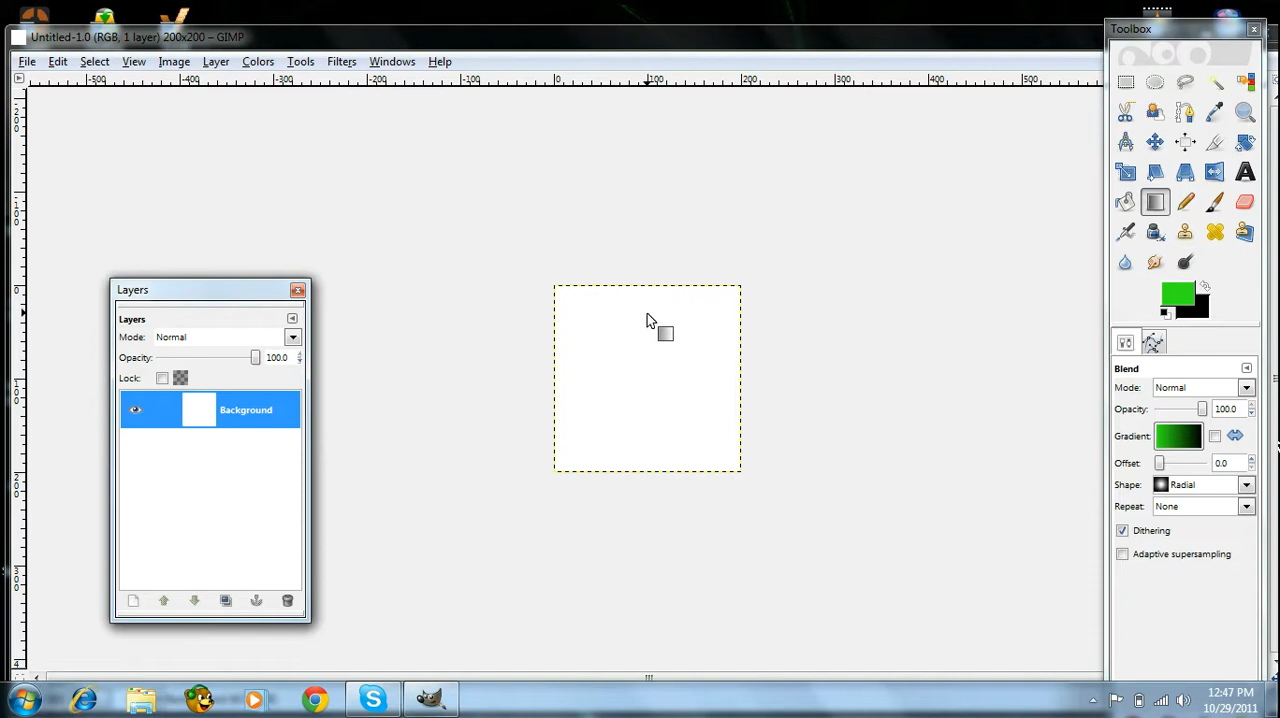 Untitled-1.0 (RGB, 1 layer) 200x200 – GIMP
Toolbox
File Edit Select View Image Layer Colors Tools Filters Windows Help
-500 -400 -300 -200 -100 0 100 200 300 400 500
Layers
Layers
Mode: Normal
Opacity: 100.0
Lock:
Background
Blend
Mode: Normal
Opacity: 100.0
Gradient:
Offset: 0.0
Shape: Radial
Repeat: None
Dithering
Adaptive supersampling
12:47 PM
10/29/2011